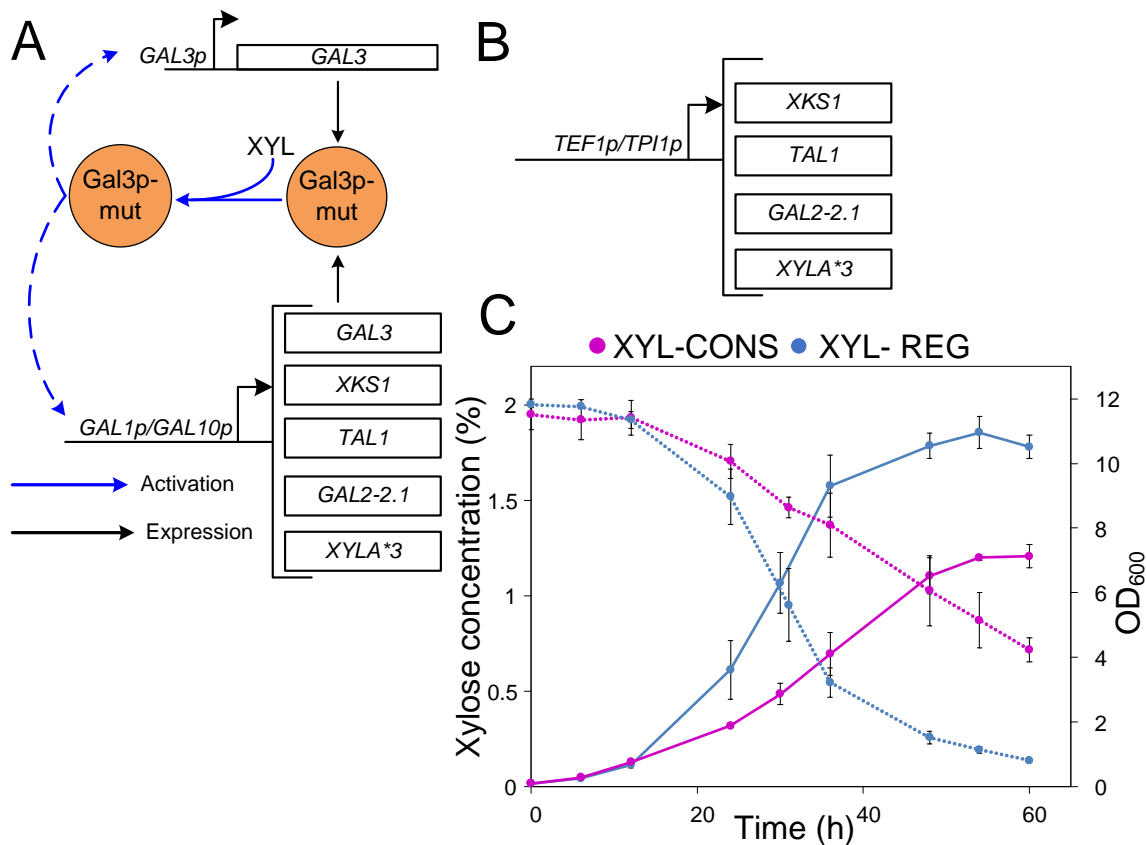 A
GAL3p
GAL3
XYL
Gal3p-
mut
Gal3p-
mut
GAL3
XKS1
TAL1
GAL2-2.1
XYLA*3
GAL1p/GAL10p
Activation
Expression
B
TEF1p/TPI1p
XKS1
TAL1
GAL2-2.1
XYLA*3
C
XYL-CONS XYL- REG
Xylose concentration (%)
2
1.5
1
0.5
0
OD600
12
10
8
6
4
2
0
0 20 40 60
Time (h)